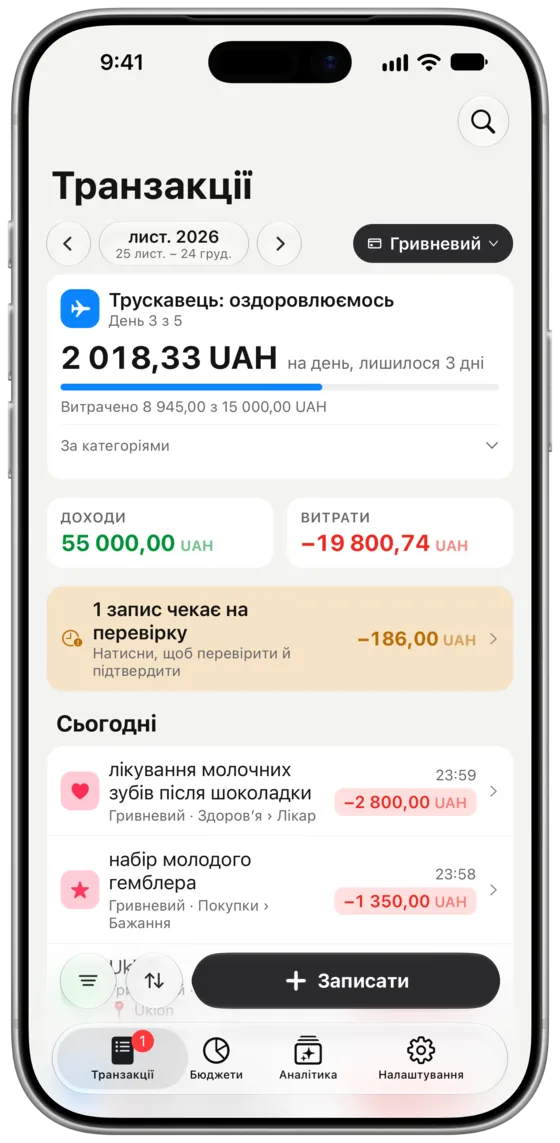 9:41
Транзакції
лист. 2026
25 лист. – 24 груд.
Гривневий
Трускавець: оздоровлюємось
День 3 з 5
2 018,33 UAH на день, лишилося 3 дні
Витрачено 8 945,00 з 15 000,00 UAH
За категоріями
ДОХОДИ
55 000,00 UAH
ВИТРАТИ
−19 800,74 UAH
1 запис чекає на
перевірку
−186,00 UAH
Натисни, щоб перевірити й
підтвердити
Сьогодні
лікування молочних
зубів після шоколадки
Гривневий · Здоров’я › Лікар
23:59
−2 800,00 UAH
набір молодого
гемблера
Гривневий · Покупки ›
Бажання
23:58
−1 350,00 UAH
Uklon
Записати
Транзакції
1
Бюджети
Аналітика
Налаштування